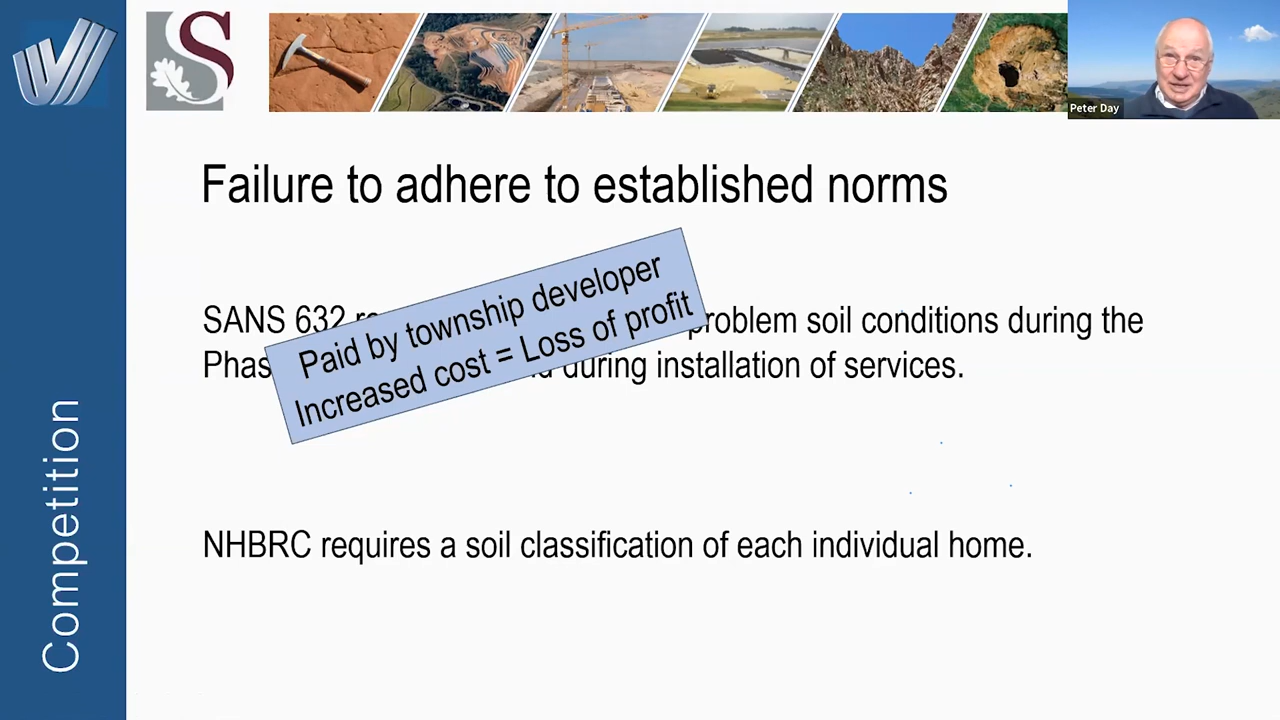 Peter Day
Failure to adhere to established norms
SANS 632
problem soil conditions during the
Paid by township developer
Increased cost = Loss of profit
during installation of services.
NHBRC requires a soil classification of each individual home.
Competition